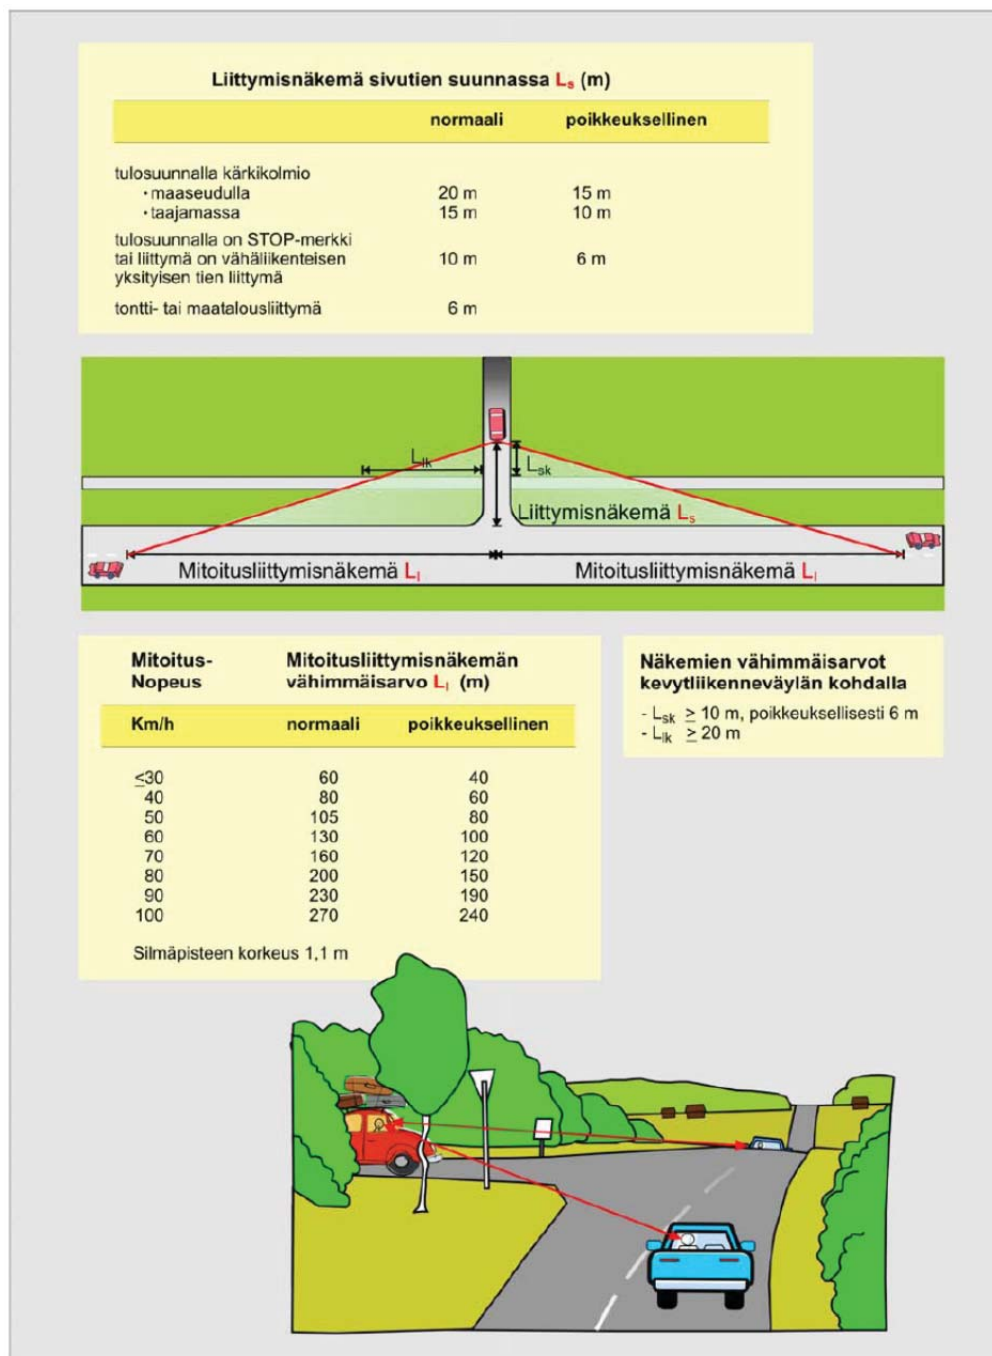 Liittymisnäkemä sivutien suunnassa Ls (m)
normaali poikkeuksellinen
tulosuunnalla kärkikolmio
· maaseudulla 20 m 15 m
· taajamassa 15 m 10 m
tulosuunnalla on STOP-merkki
tai liittymä on vähäliikenteisen 10 m 6 m
yksityisen tien liittymä
tontti- tai maatalousliittymä 6 m
Llk
Lsk
Liittymisnäkemä Ls
Mitoitusliittymisnäkemä Ll
Mitoitusliittymisnäkemä Ll
Mitoitus- Mitoitusliittymisnäkemän
Nopeus vähimmäisarvo Ll (m)
Km/h normaali poikkeuksellinen
≤30 60 40
40 80 60
50 105 80
60 130 100
70 160 120
80 200 150
90 230 190
100 270 240
Silmäpisteen korkeus 1,1 m
Näkemien vähimmäisarvot
kevytliikenneväylän kohdalla
- Lsk ≥ 10 m, poikkeuksellisesti 6 m
- Llk ≥ 20 m